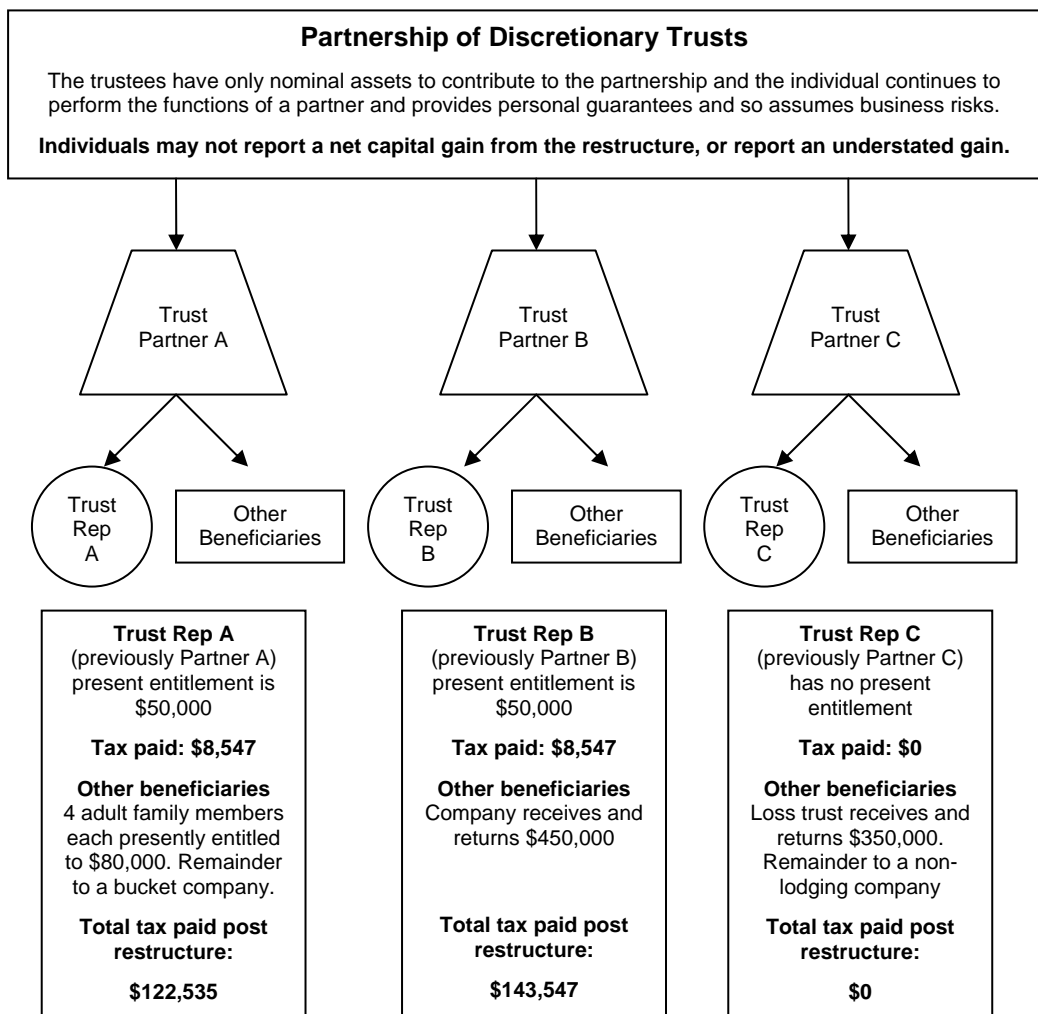 Partnership of Discretionary Trusts
The trustees have only nominal assets to contribute to the partnership and the individual continues to
perform the functions of a partner and provides personal guarantees and so assumes business risks.
Individuals may not report a net capital gain from the restructure, or report an understated gain.
Trust
Partner A
Trust
Partner B
Trust
Partner C
Trust
Rep
A
Other
Beneficiaries
Trust
Rep
B
Other
Beneficiaries
Trust
Rep
C
Other
Beneficiaries
Trust Rep A
(previously Partner A)
present entitlement is
$50,000
Tax paid: $8,547
Other beneficiaries
4 adult family members
each presently entitled
to $80,000. Remainder
to a bucket company.
Total tax paid post
restructure:
$122,535
Trust Rep B
(previously Partner B)
present entitlement is
$50,000
Tax paid: $8,547
Other beneficiaries
Company receives and
returns $450,000
Total tax paid post
restructure:
$143,547
Trust Rep C
(previously Partner C)
has no present
entitlement
Tax paid: $0
Other beneficiaries
Loss trust receives and
returns $350,000.
Remainder to a non-
lodging company
Total tax paid post
restructure:
$0